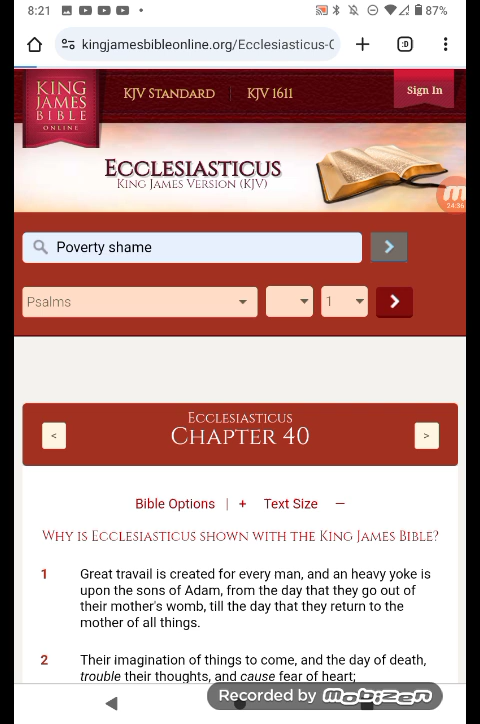 8:21
87%
kingjamesbibleonline.org/Ecclesiasticus-C
:D
KING
JAMES
BIBLE
ONLINE
KJV STANDARD | KJV 1611
Sign In
ECCLESIASTICUS
KING JAMES VERSION (KJV)
24:56
Poverty shame
Psalms
1
ECCLESIASTICUS
< CHAPTER 40 >
Bible Options | + Text Size —
WHY IS ECCLESIASTICUS SHOWN WITH THE KING JAMES BIBLE?
1 Great travail is created for every man, and an heavy yoke is
upon the sons of Adam, from the day that they go out of
their mother's womb, till the day that they return to the
mother of all things.
2 Their imagination of things to come, and the day of death,
trouble their thoughts, and cause fear of heart;
Recorded by mobizen